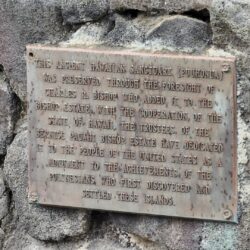 THIS ANCIENT HAWAIIAN SANCTUARY (PUUHONUA)
WAS PRESERVED THROUGH THE FORESIGHT OF
CHARLES R. BISHOP WHO ADDED IT TO THE
BISHOP ESTATE. WITH THE COOPERATION OF THE
STATE OF HAWAII, THE TRUSTEES OF THE
BERNICE PAUAHI BISHOP ESTATE HAVE DEDICATED
IT TO THE PEOPLE OF THE UNITED STATES AS A
MONUMENT TO THE ACHIEVEMENTS OF THE
POLYNESIANS WHO FIRST DISCOVERED AND
SETTLED THESE ISLANDS.